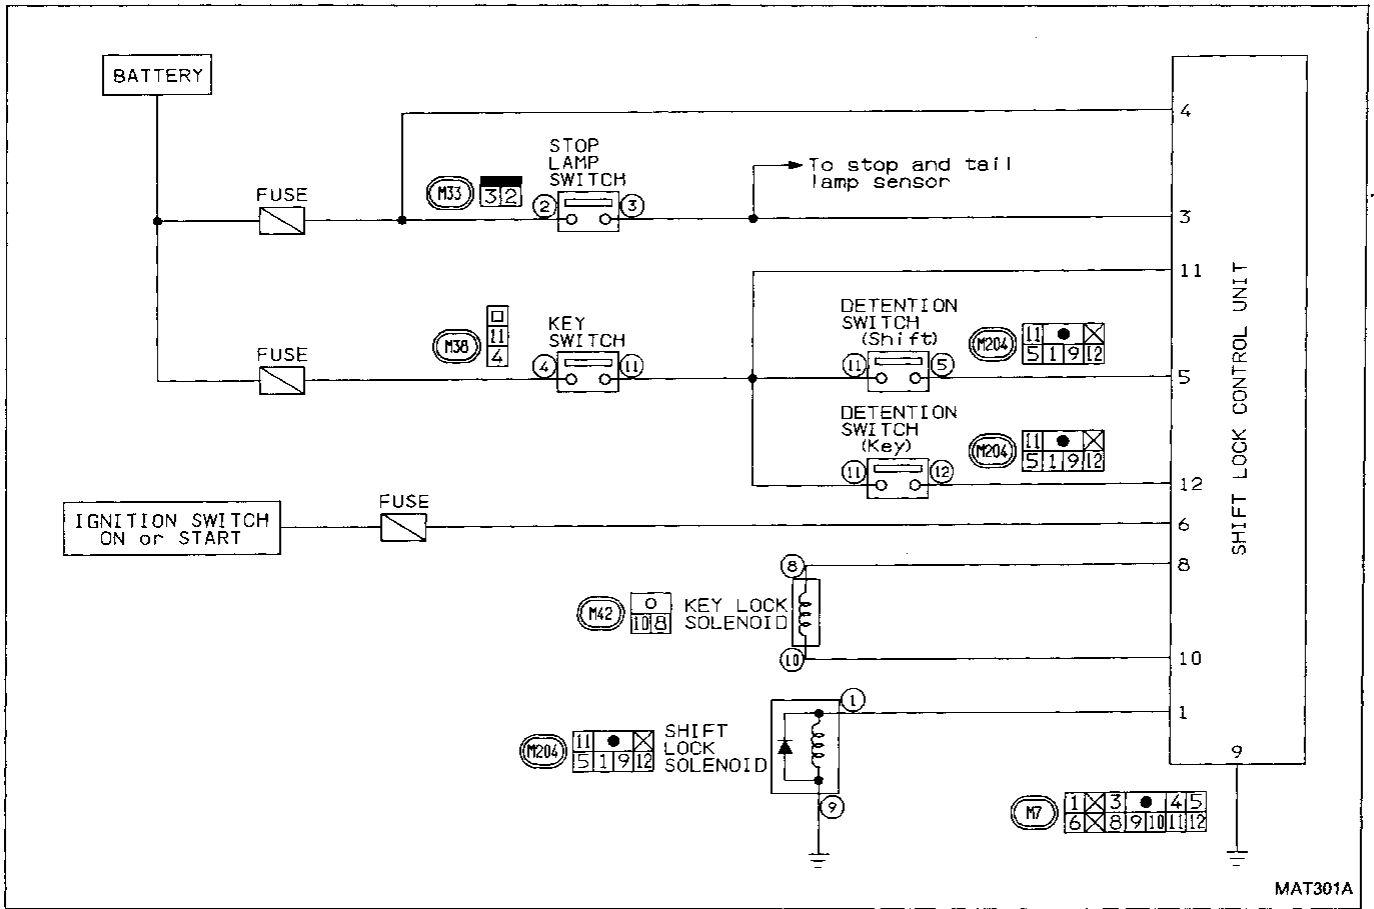 BATTERY
4
STOP
LAMP
SWITCH
To stop and tail
lamp sensor
M33
3 2
2
3
FUSE
3
11
DETENTION
SWITCH
(Shift)
M204
11
5 1 9 12
KEY
SWITCH
M38
11
4
4
11
FUSE
11
5
5
DETENTION
SWITCH
(Key)
M204
11
5 1 9 12
11
12
12
SHIFT LOCK CONTROL UNIT
IGNITION SWITCH
ON or START
FUSE
6
8
8
M42
10 8
KEY LOCK
SOLENOID
10
10
1
1
M204
11
5 1 9 12
SHIFT
LOCK
SOLENOID
9
9
M7
1 3 4 5
6 8 9 10 11 12
MAT301A